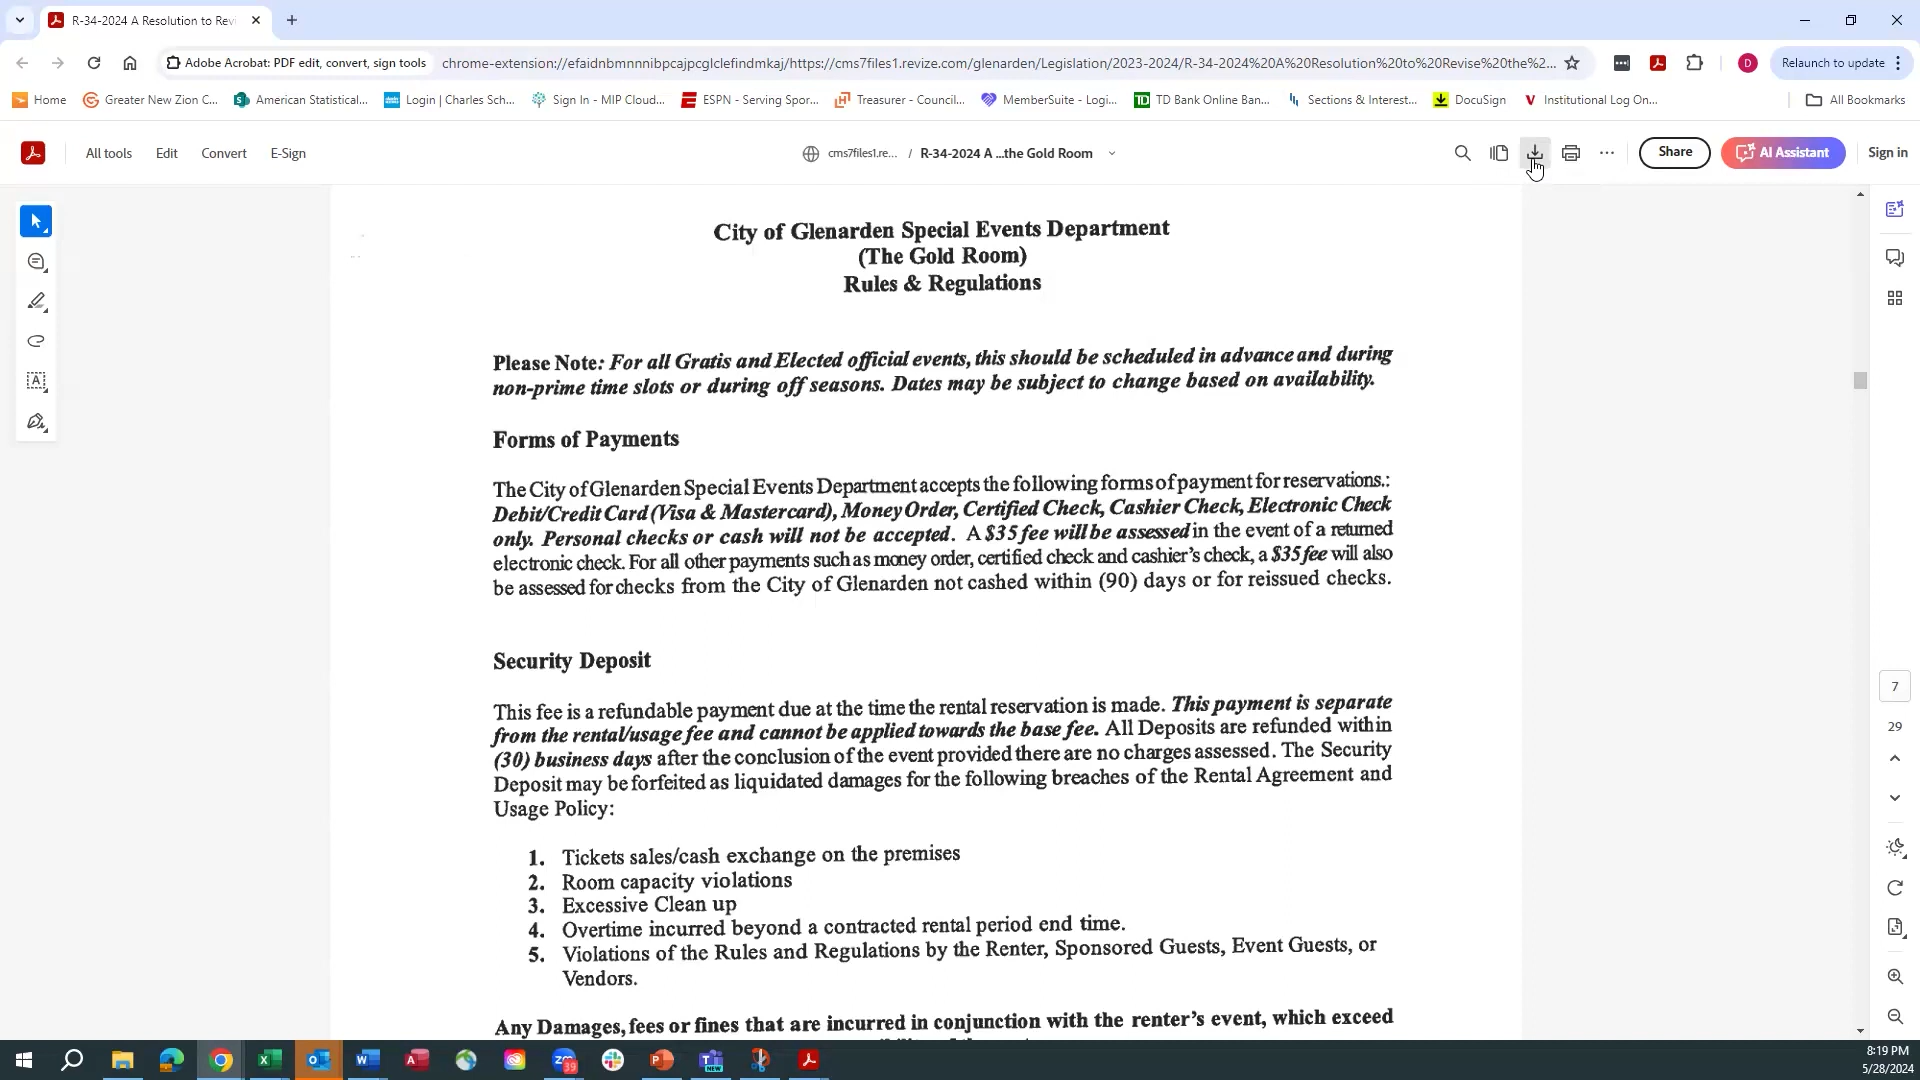 R-34-2024 A Resolution to Revi
Adobe Acrobat: PDF edit, convert, sign tools
chrome-extension://efaidnbmnnnibpcajpcglclefindmkaj/https://cms7files1.revize.com/glenarden/Legislation/2023-2024/R-34-2024%20A%20Resolution%20to%20Revise%20the%2...
D
Relaunch to update
Home
Greater New Zion C...
American Statistical...
Login | Charles Sch...
Sign In - MIP Cloud...
ESPN - Serving Spor...
Treasurer - Council...
MemberSuite - Logi...
TD Bank Online Ban...
Sections & Interest...
DocuSign
Institutional Log On...
All Bookmarks
All tools
Edit
Convert
E-Sign
cms7files1.re... / R-34-2024 A ...the Gold Room
Share
AI Assistant
Sign in
City of Glenarden Special Events Department
(The Gold Room)
Rules & Regulations
Please Note: For all Gratis and Elected official events, this should be scheduled in advance and during
non-prime time slots or during off seasons. Dates may be subject to change based on availability.
Forms of Payments
The City of Glenarden Special Events Department accepts the following forms of payment for reservations.:
Debit/Credit Card (Visa & Mastercard), Money Order, Certified Check, Cashier Check, Electronic Check
only. Personal checks or cash will not be accepted. A $35 fee will be assessed in the event of a returned
electronic check. For all other payments such as money order, certified check and cashier's check, a $35 fee will also
be assessed for checks from the City of Glenarden not cashed within (90) days or for reissued checks.
Security Deposit
This fee is a refundable payment due at the time the rental reservation is made. This payment is separate
from the rental/usage fee and cannot be applied towards the base fee. All Deposits are refunded within
(30) business days after the conclusion of the event provided there are no charges assessed. The Security
Deposit may be forfeited as liquidated damages for the following breaches of the Rental Agreement and
Usage Policy:
1. Tickets sales/cash exchange on the premises
2. Room capacity violations
3. Excessive Clean up
4. Overtime incurred beyond a contracted rental period end time.
5. Violations of the Rules and Regulations by the Renter, Sponsored Guests, Event Guests, or
Vendors.
Any Damages, fees or fines that are incurred in conjunction with the renter's event, which exceed
7
29
39
NEW
8:19 PM
5/28/2024